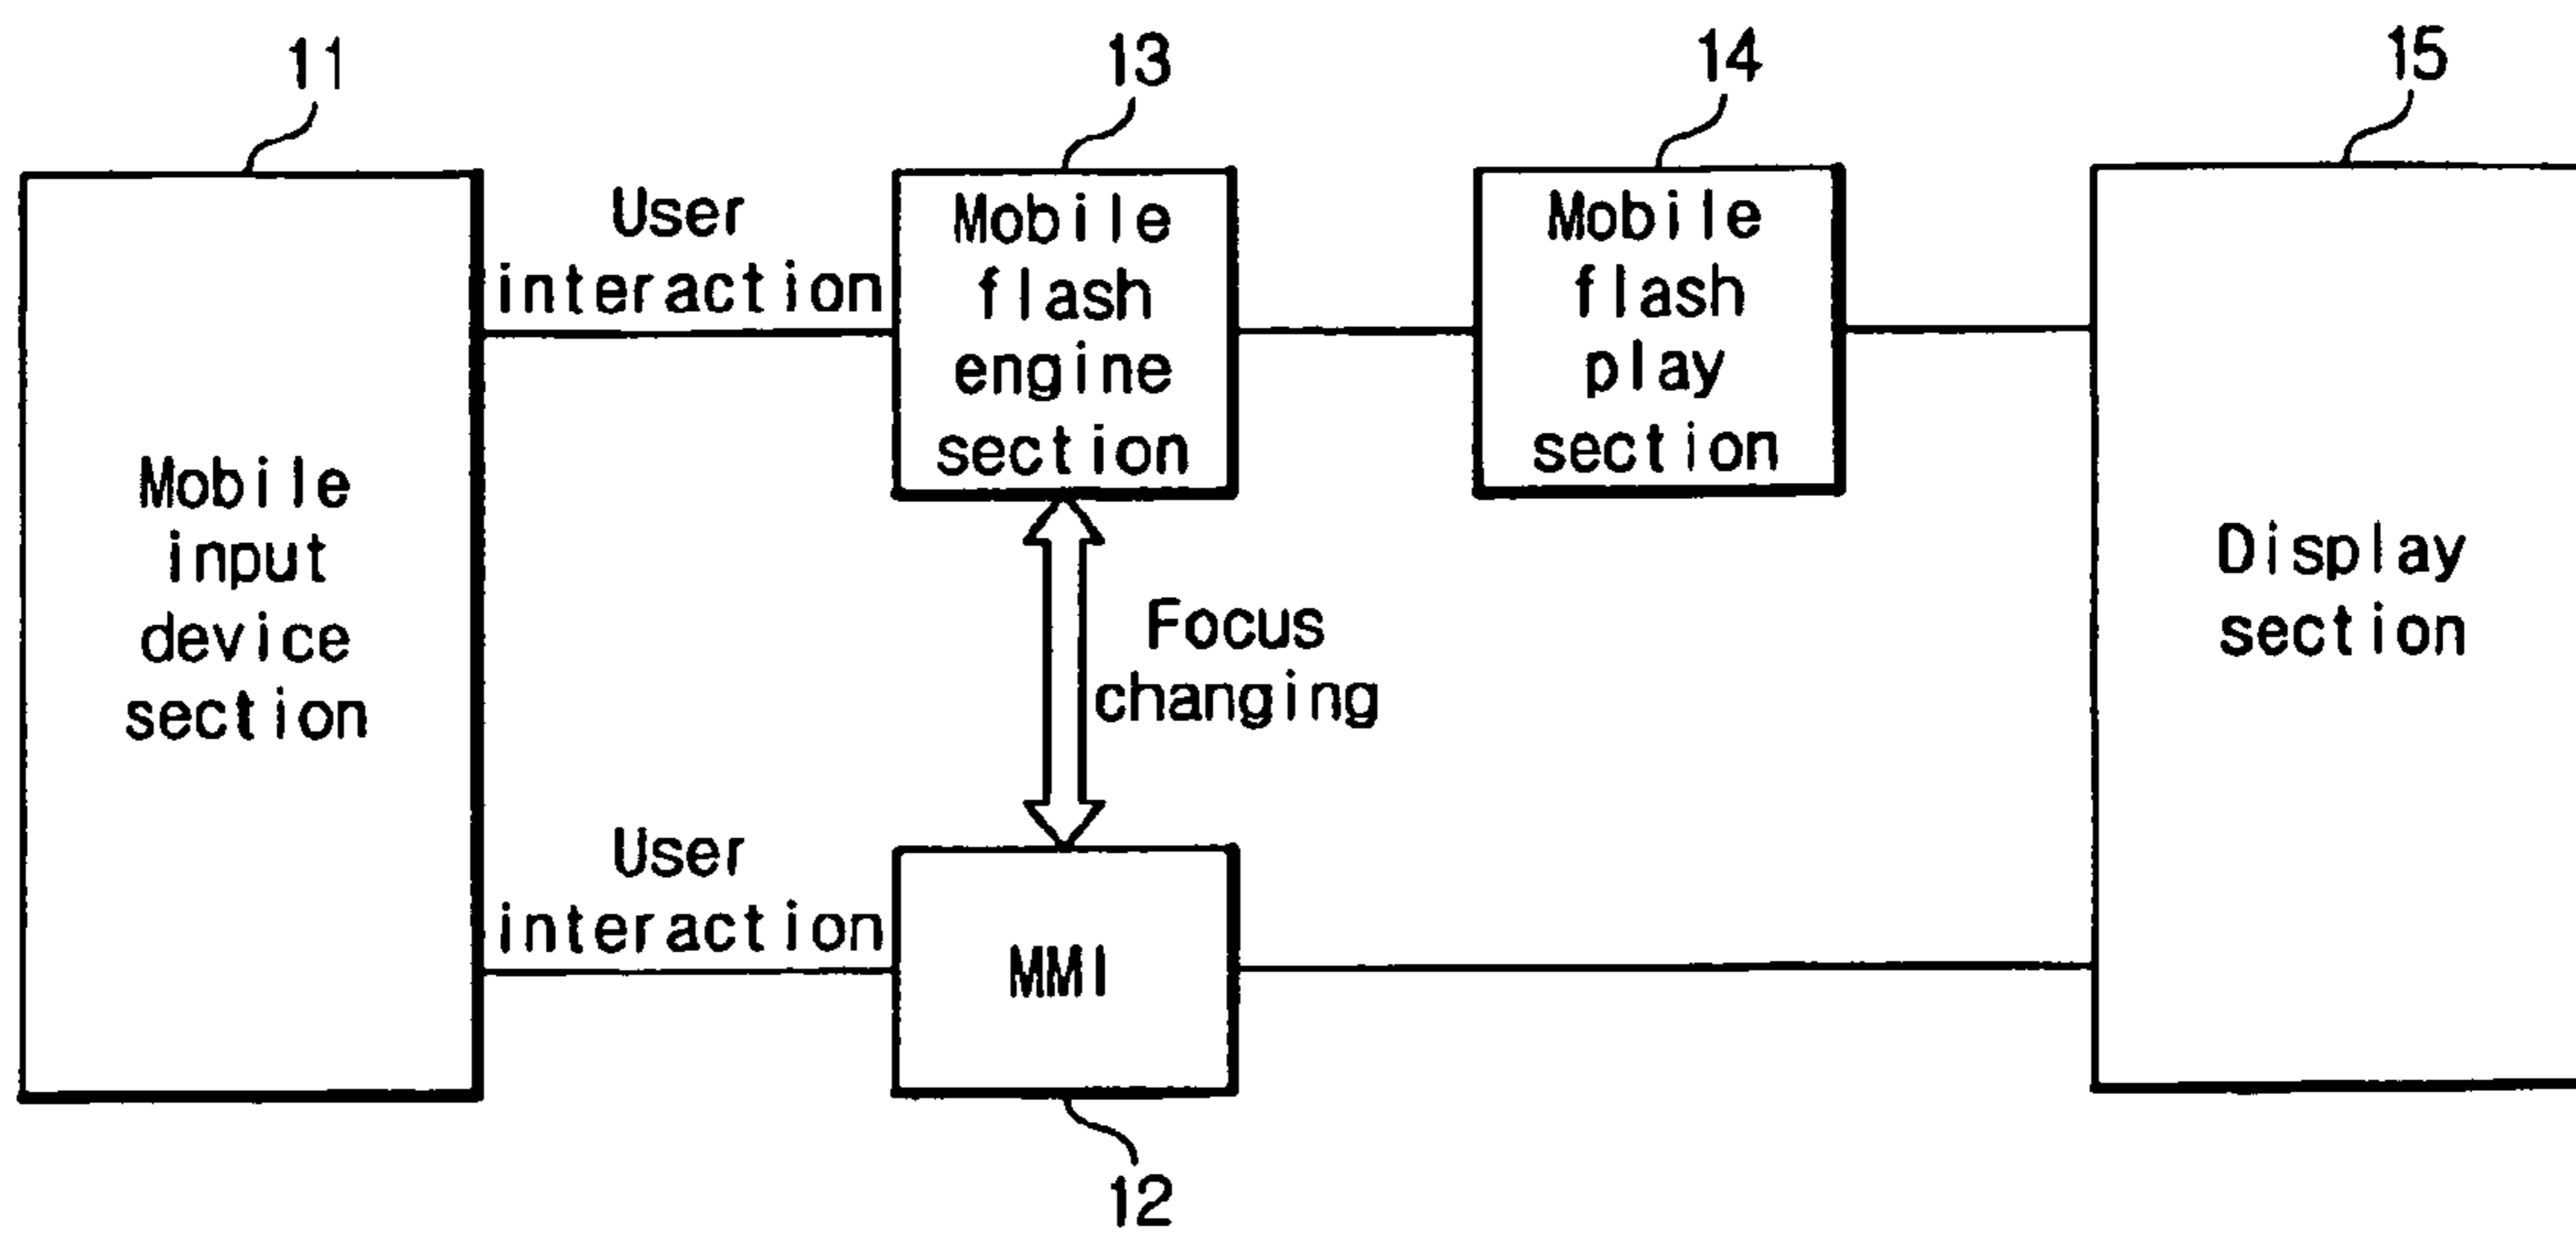 11
13
14
15
Mobile
input
device
section
User
interaction
Mobile
flash
engine
section
Mobile
flash
play
section
Display
section
Focus
changing
User
interaction
MMI
12